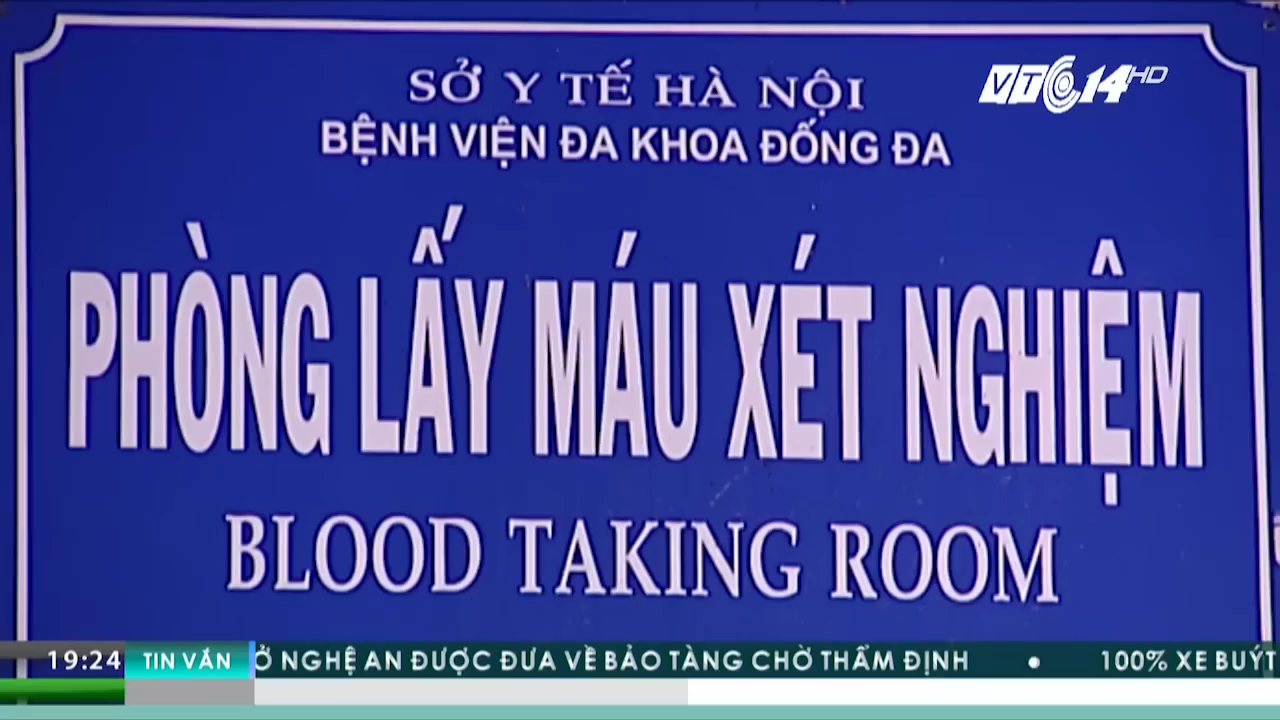 SỞ Y TẾ HÀ NỘI
VTC14HD
BỆNH VIỆN ĐA KHOA ĐỐNG ĐA
PHÒNG LẤY MÁU XÉT NGHIỆM
BLOOD TAKING ROOM
19:24 TIN VẮN Ở NGHỆ AN ĐƯỢC ĐƯA VỀ BẢO TÀNG CHỜ THẨM ĐỊNH • 100% XE BUÝT